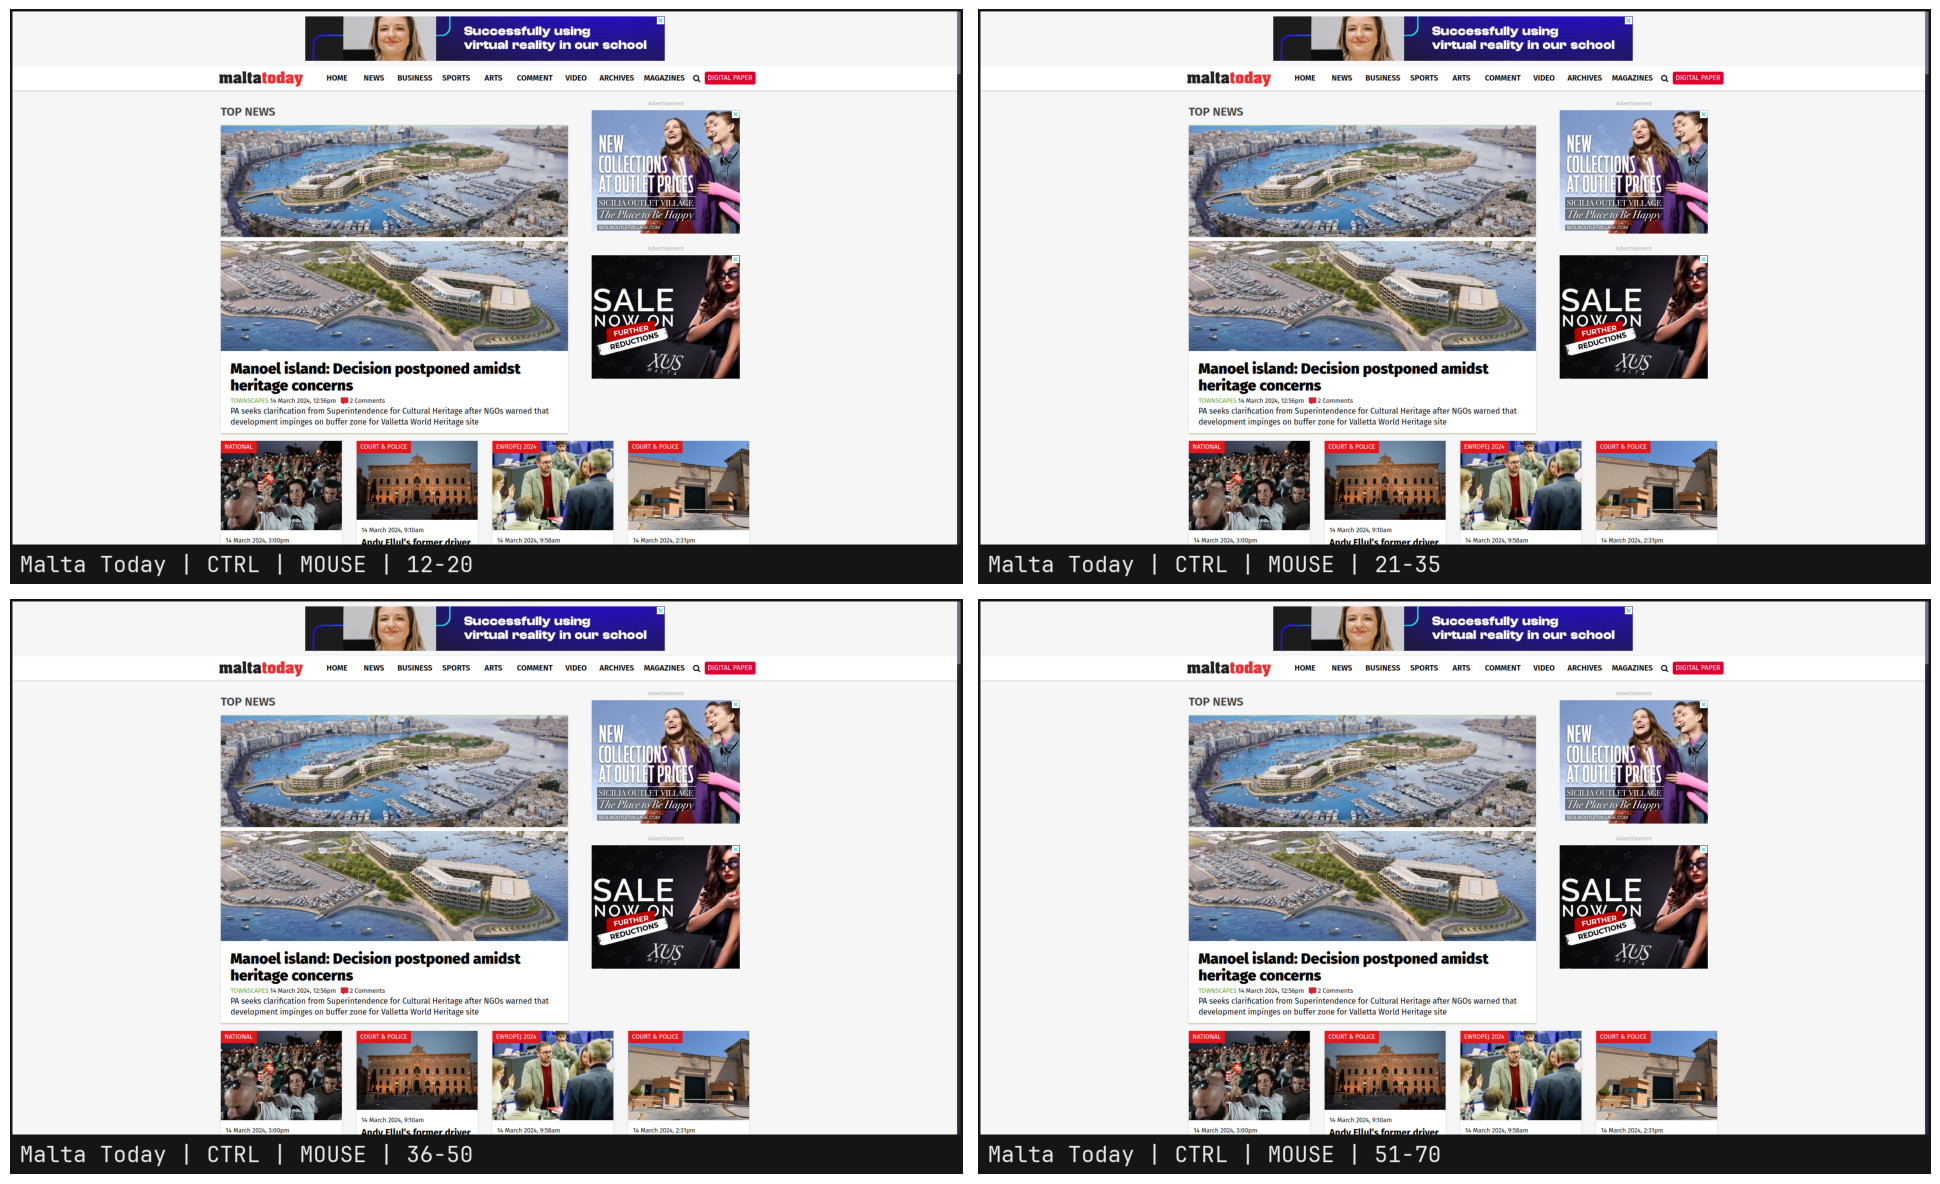 Successfully using
virtual reality in our school
maltatoday HOME NEWS BUSINESS SPORTS ARTS COMMENT VIDEO ARCHIVES MAGAZINES DIGITAL PAPER
TOP NEWS
Advertisement
NEW
COLLECTIONS
AT OUTLET PRICES
SICILIA OUTLET VILLAGE
The Place to Be Happy
SICILIAOUTLETVILLAGE.COM
Advertisement
SALE
NOW ON
FURTHER
REDUCTIONS
XUS
MALTA
Manoel island: Decision postponed amidst
heritage concerns
TOWNSCAPES 14 March 2024, 12:56pm 2 Comments
PA seeks clarification from Superintendence for Cultural Heritage after NGOs warned that
development impinges on buffer zone for Valletta World Heritage site
NATIONAL
14 March 2024, 3:00pm
COURT & POLICE
14 March 2024, 9:10am
Andy Ellul's former driver
EWROPEJ 2024
14 March 2024, 9:58am
COURT & POLICE
14 March 2024, 2:31pm
Malta Today | CTRL | MOUSE | 12-20
Successfully using
virtual reality in our school
maltatoday HOME NEWS BUSINESS SPORTS ARTS COMMENT VIDEO ARCHIVES MAGAZINES DIGITAL PAPER
TOP NEWS
Advertisement
NEW
COLLECTIONS
AT OUTLET PRICES
SICILIA OUTLET VILLAGE
The Place to Be Happy
SICILIAOUTLETVILLAGE.COM
Advertisement
SALE
NOW ON
FURTHER
REDUCTIONS
XUS
MALTA
Manoel island: Decision postponed amidst
heritage concerns
TOWNSCAPES 14 March 2024, 12:56pm 2 Comments
PA seeks clarification from Superintendence for Cultural Heritage after NGOs warned that
development impinges on buffer zone for Valletta World Heritage site
NATIONAL
14 March 2024, 3:00pm
COURT & POLICE
14 March 2024, 9:10am
Andy Ellul's former driver
EWROPEJ 2024
14 March 2024, 9:58am
COURT & POLICE
14 March 2024, 2:31pm
Malta Today | CTRL | MOUSE | 21-35
Successfully using
virtual reality in our school
maltatoday HOME NEWS BUSINESS SPORTS ARTS COMMENT VIDEO ARCHIVES MAGAZINES DIGITAL PAPER
TOP NEWS
Advertisement
NEW
COLLECTIONS
AT OUTLET PRICES
SICILIA OUTLET VILLAGE
The Place to Be Happy
SICILIAOUTLETVILLAGE.COM
Advertisement
SALE
NOW ON
FURTHER
REDUCTIONS
XUS
MALTA
Manoel island: Decision postponed amidst
heritage concerns
TOWNSCAPES 14 March 2024, 12:56pm 2 Comments
PA seeks clarification from Superintendence for Cultural Heritage after NGOs warned that
development impinges on buffer zone for Valletta World Heritage site
NATIONAL
14 March 2024, 3:00pm
COURT & POLICE
14 March 2024, 9:10am
Andy Ellul's former driver
EWROPEJ 2024
14 March 2024, 9:58am
COURT & POLICE
14 March 2024, 2:31pm
Malta Today | CTRL | MOUSE | 36-50
Successfully using
virtual reality in our school
maltatoday HOME NEWS BUSINESS SPORTS ARTS COMMENT VIDEO ARCHIVES MAGAZINES DIGITAL PAPER
TOP NEWS
Advertisement
NEW
COLLECTIONS
AT OUTLET PRICES
SICILIA OUTLET VILLAGE
The Place to Be Happy
SICILIAOUTLETVILLAGE.COM
Advertisement
SALE
NOW ON
FURTHER
REDUCTIONS
XUS
MALTA
Manoel island: Decision postponed amidst
heritage concerns
TOWNSCAPES 14 March 2024, 12:56pm 2 Comments
PA seeks clarification from Superintendence for Cultural Heritage after NGOs warned that
development impinges on buffer zone for Valletta World Heritage site
NATIONAL
14 March 2024, 3:00pm
COURT & POLICE
14 March 2024, 9:10am
Andy Ellul's former driver
EWROPEJ 2024
14 March 2024, 9:58am
COURT & POLICE
14 March 2024, 2:31pm
Malta Today | CTRL | MOUSE | 51-70